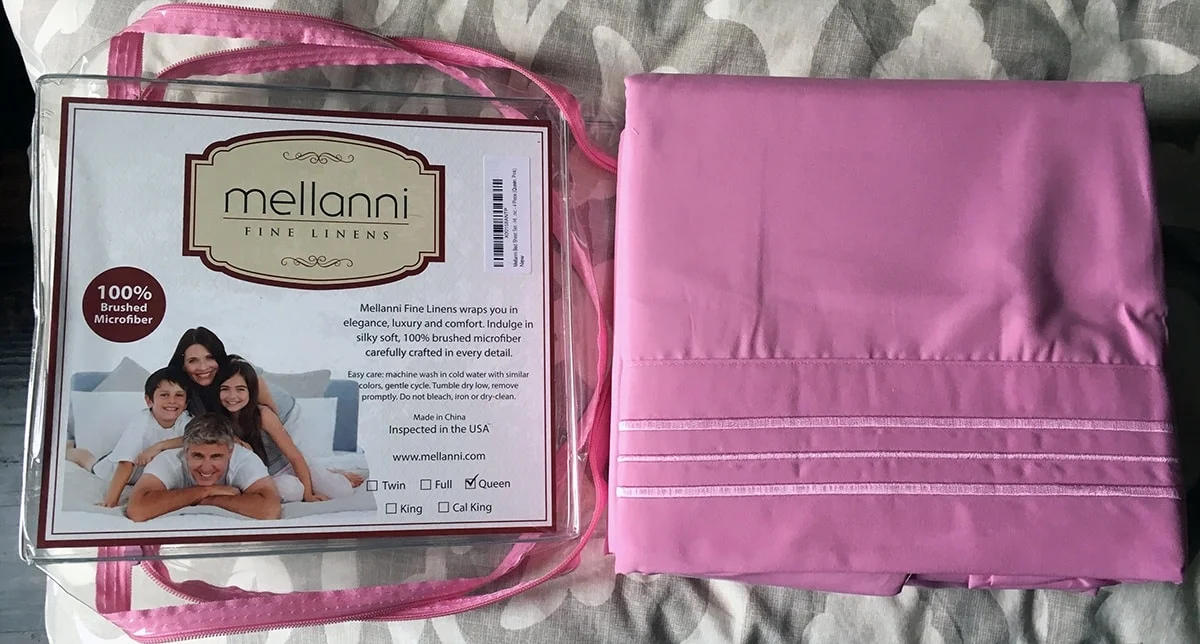 mellanni
FINE LINENS
100%
Brushed
Microfiber
Mellanni Fine Linens wraps you in
elegance, luxury and comfort. Indulge in
silky soft, 100% brushed microfiber
carefully crafted in every detail.
Easy care: machine wash in cold water with similar
colors, gentle cycle. Tumble dry low, remove
promptly. Do not bleach, iron or dry-clean.
Made in China
Inspected in the USA
www.mellanni.com
Twin Full Queen
King Cal King
New